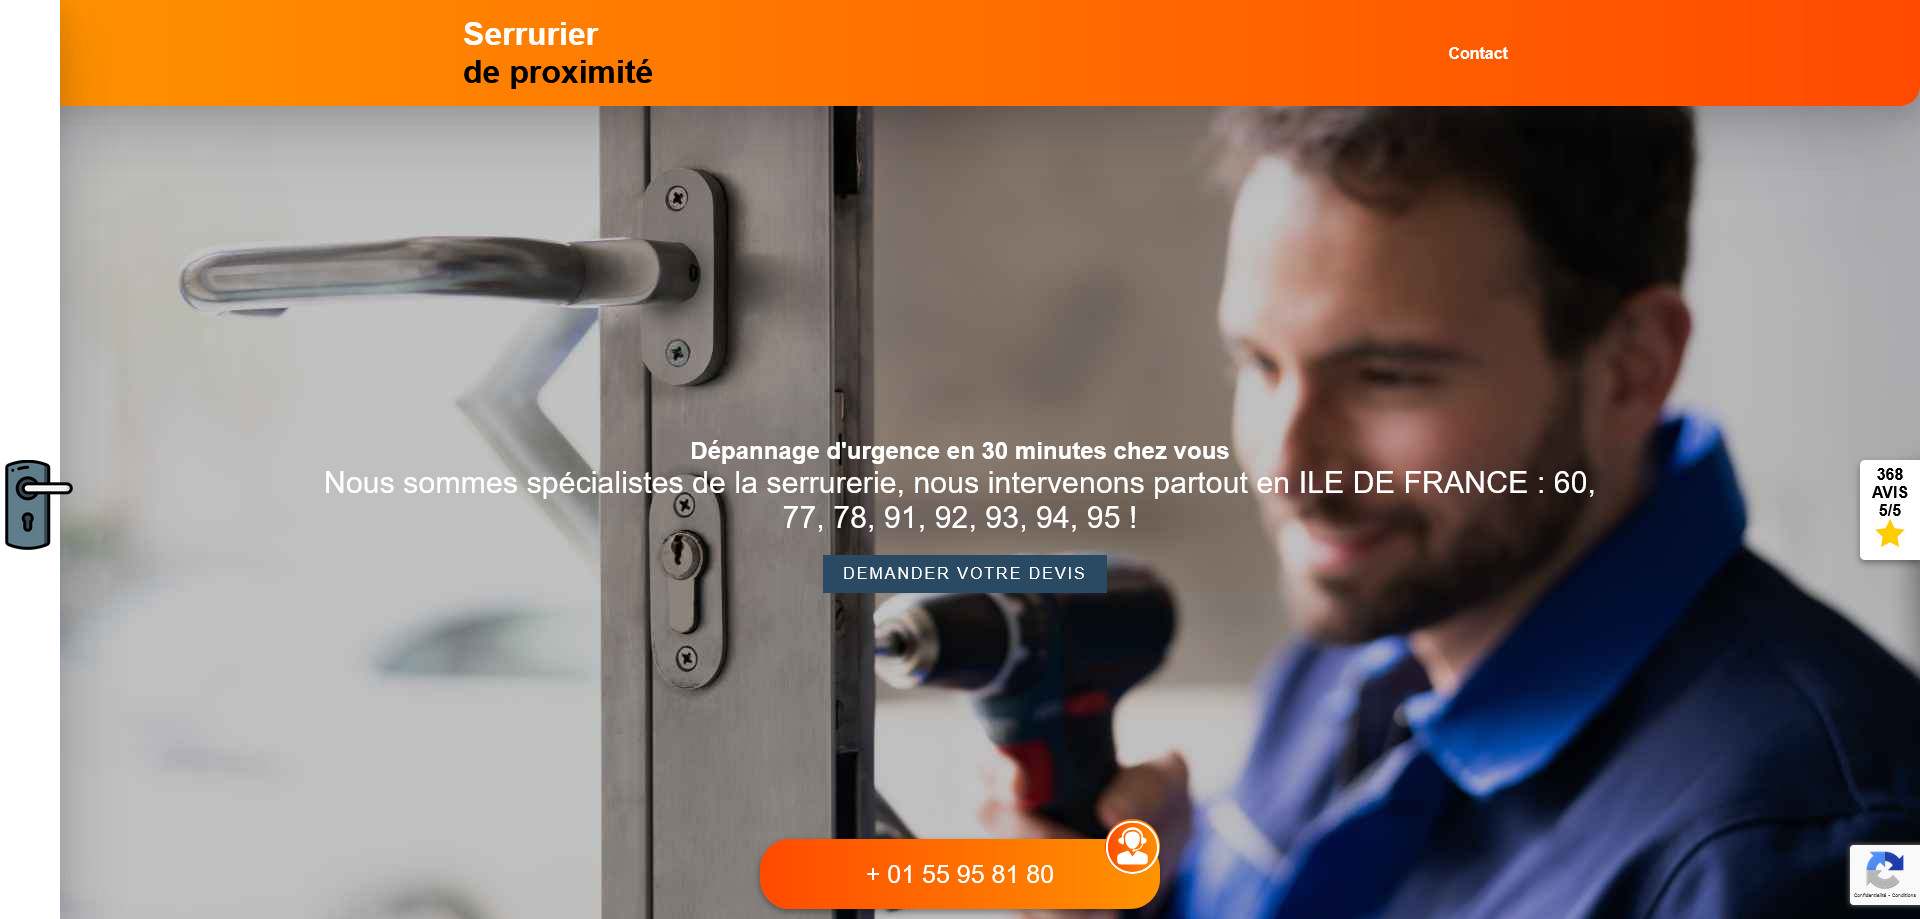 Serrurier
de proximité
Contact
Dépannage d'urgence en 30 minutes chez vous
Nous sommes spécialistes de la serrurerie, nous intervenons partout en ILE DE FRANCE : 60,
77, 78, 91, 92, 93, 94, 95 !
DEMANDER VOTRE DEVIS
368
AVIS
5/5
+ 01 55 95 81 80
Confidentialité - Conditions